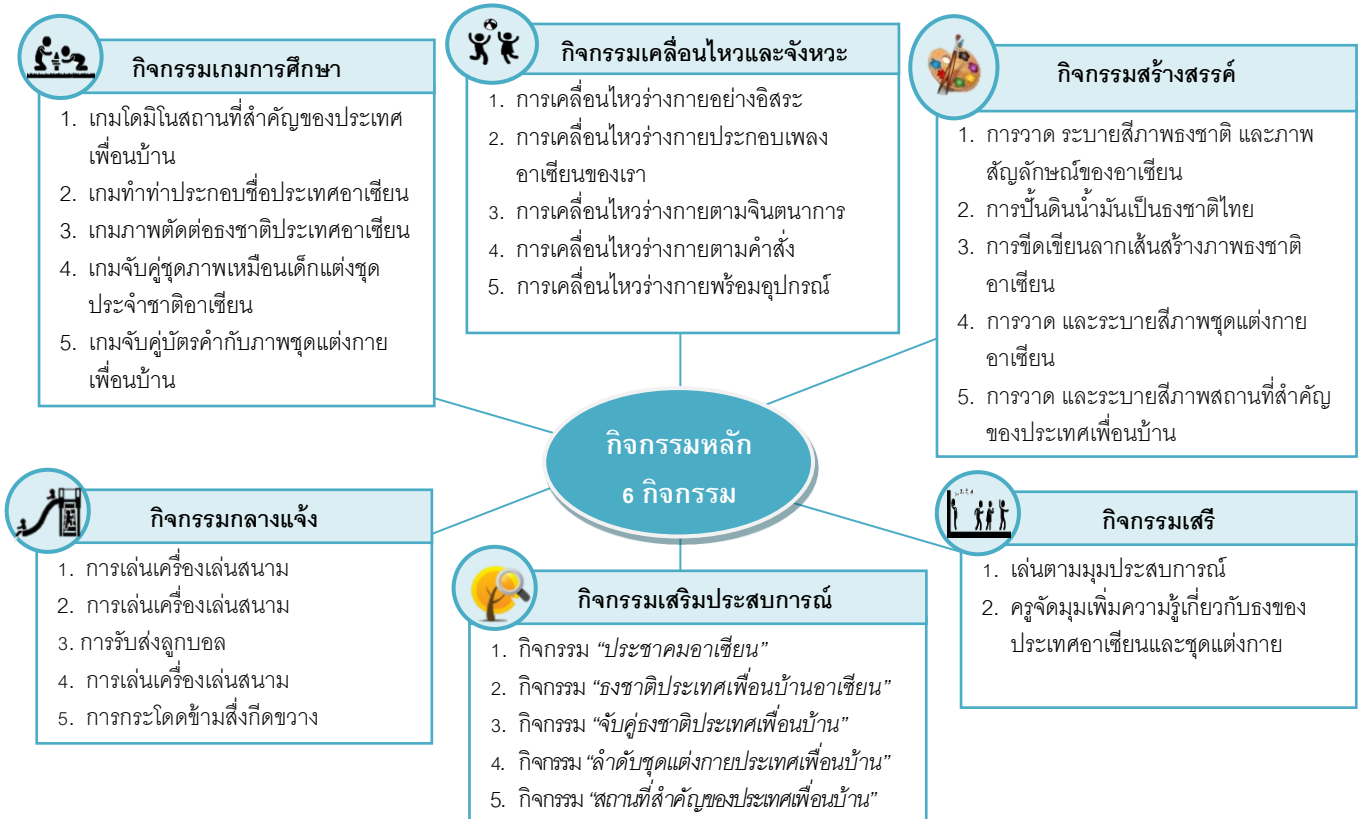 กิจกรรมเกมการศึกษา
1. เกมโดมิโนสถานที่สำคัญของประเทศ
เพื่อนบ้าน
2. เกมทำท่าประกอบชื่อประเทศอาเซียน
3. เกมภาพตัดต่อธงชาติประเทศอาเซียน
4. เกมจับคู่ชุดภาพเหมือนเด็กแต่งชุด
ประจำชาติอาเซียน
5. เกมจับคู่บัตรคำกับภาพชุดแต่งกาย
เพื่อนบ้าน
กิจกรรมเคลื่อนไหวและจังหวะ
1. การเคลื่อนไหวร่างกายอย่างอิสระ
2. การเคลื่อนไหวร่างกายประกอบเพลง
อาเซียนของเรา
3. การเคลื่อนไหวร่างกายตามจินตนาการ
4. การเคลื่อนไหวร่างกายตามคำสั่ง
5. การเคลื่อนไหวร่างกายพร้อมอุปกรณ์
กิจกรรมสร้างสรรค์
1. การวาด ระบายสีภาพธงชาติ และภาพ
สัญลักษณ์ของอาเซียน
2. การปั้นดินน้ำมันเป็นธงชาติไทย
3. การขีดเขียนลากเส้นสร้างภาพธงชาติ
อาเซียน
4. การวาด และระบายสีภาพชุดแต่งกาย
อาเซียน
5. การวาด และระบายสีภาพสถานที่สำคัญ
ของประเทศเพื่อนบ้าน
กิจกรรมหลัก
6 กิจกรรม
กิจกรรมกลางแจ้ง
1. การเล่นเครื่องเล่นสนาม
2. การเล่นเครื่องเล่นสนาม
3. การรับส่งลูกบอล
4. การเล่นเครื่องเล่นสนาม
5. การกระโดดข้ามสิ่งกีดขวาง
กิจกรรมเสริมประสบการณ์
1. กิจกรรม “ประชาคมอาเซียน”
2. กิจกรรม “ธงชาติประเทศเพื่อนบ้านอาเซียน”
3. กิจกรรม “จับคู่ธงชาติประเทศเพื่อนบ้าน”
4. กิจกรรม “ลำดับชุดแต่งกายประเทศเพื่อนบ้าน”
5. กิจกรรม “สถานที่สำคัญของประเทศเพื่อนบ้าน”
กิจกรรมเสรี
1. เล่นตามมุมประสบการณ์
2. ครูจัดมุมเพิ่มความรู้เกี่ยวกับธงของ
ประเทศอาเซียนและชุดแต่งกาย